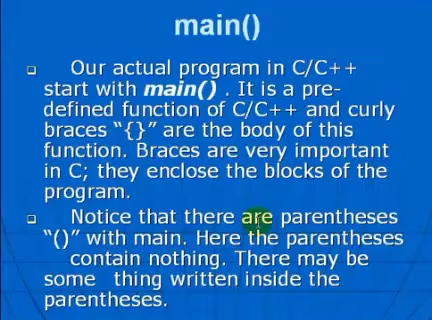 main()
Our actual program in C/C++
start with main() . It is a pre-
defined function of C/C++ and curly
braces “{}” are the body of this
function. Braces are very important
in C; they enclose the blocks of the
program.
Notice that there are parentheses
“()” with main. Here the parentheses
contain nothing. There may be
some thing written inside the
parentheses.